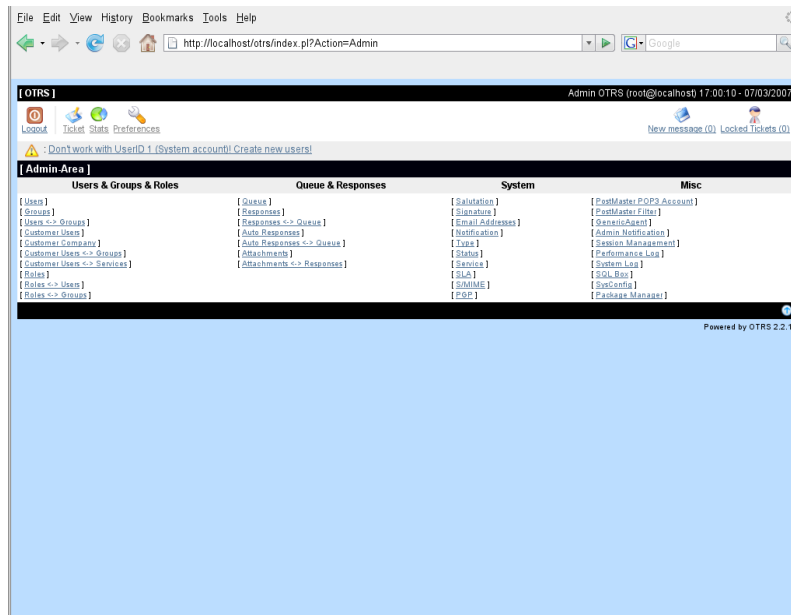 File Edit View History Bookmarks Tools Help
http://localhost/otrs/index.pl?Action=Admin
Google
[ OTRS ] Admin OTRS (root@localhost) 17:00:10 - 07/03/2007
Logout Ticket Stats Preferences New message (0) Locked Tickets (0)
: Don't work with UserID 1 (System account)! Create new users!
[ Admin-Area ]
Users & Groups & Roles Queue & Responses System Misc
[ Users ] [ Queue ] [ Salutation ] [ PostMaster POP3 Account ]
[ Groups ] [ Responses ] [ Signature ] [ PostMaster Filter ]
[ Users <-> Groups ] [ Responses <-> Queue ] [ Email Addresses ] [ GenericAgent ]
[ Customer Users ] [ Auto Responses ] [ Notification ] [ Admin Notification ]
[ Customer Company ] [ Auto Responses <-> Queue ] [ Type ] [ Session Management ]
[ Customer Users <-> Groups ] [ Attachments ] [ Status ] [ Performance Log ]
[ Customer Users <-> Services ] [ Attachments <-> Responses ] [ Service ] [ System Log ]
[ Roles ] [ SLA ] [ SQL Box ]
[ Roles <-> Users ] [ S/MIME ] [ SysConfig ]
[ Roles <-> Groups ] [ PGP ] [ Package Manager ]
Powered by OTRS 2.2.1